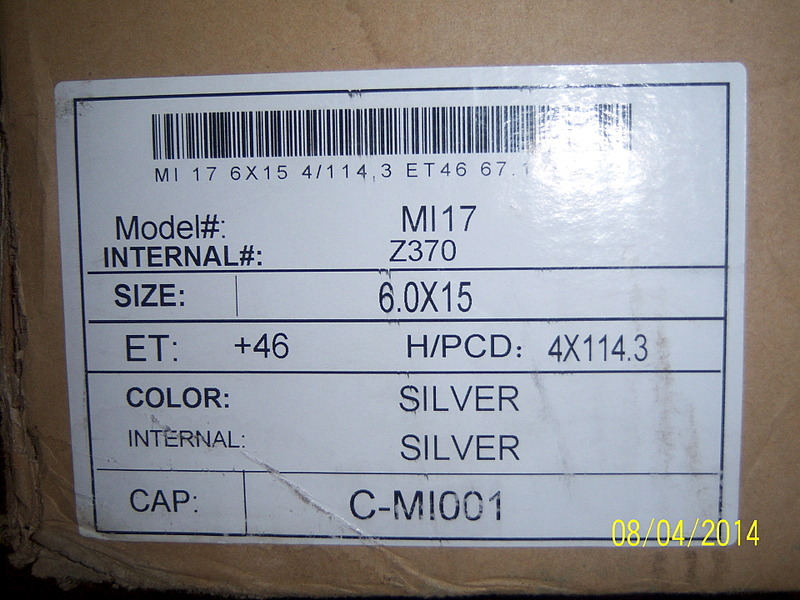 MI 17 6X15 4/114,3 ET46 67.1
Model#: MI17
INTERNAL#: Z370
SIZE: 6.0X15
ET: +46 H/PCD: 4X114.3
COLOR: SILVER
INTERNAL: SILVER
CAP: C-MI001
08/04/2014